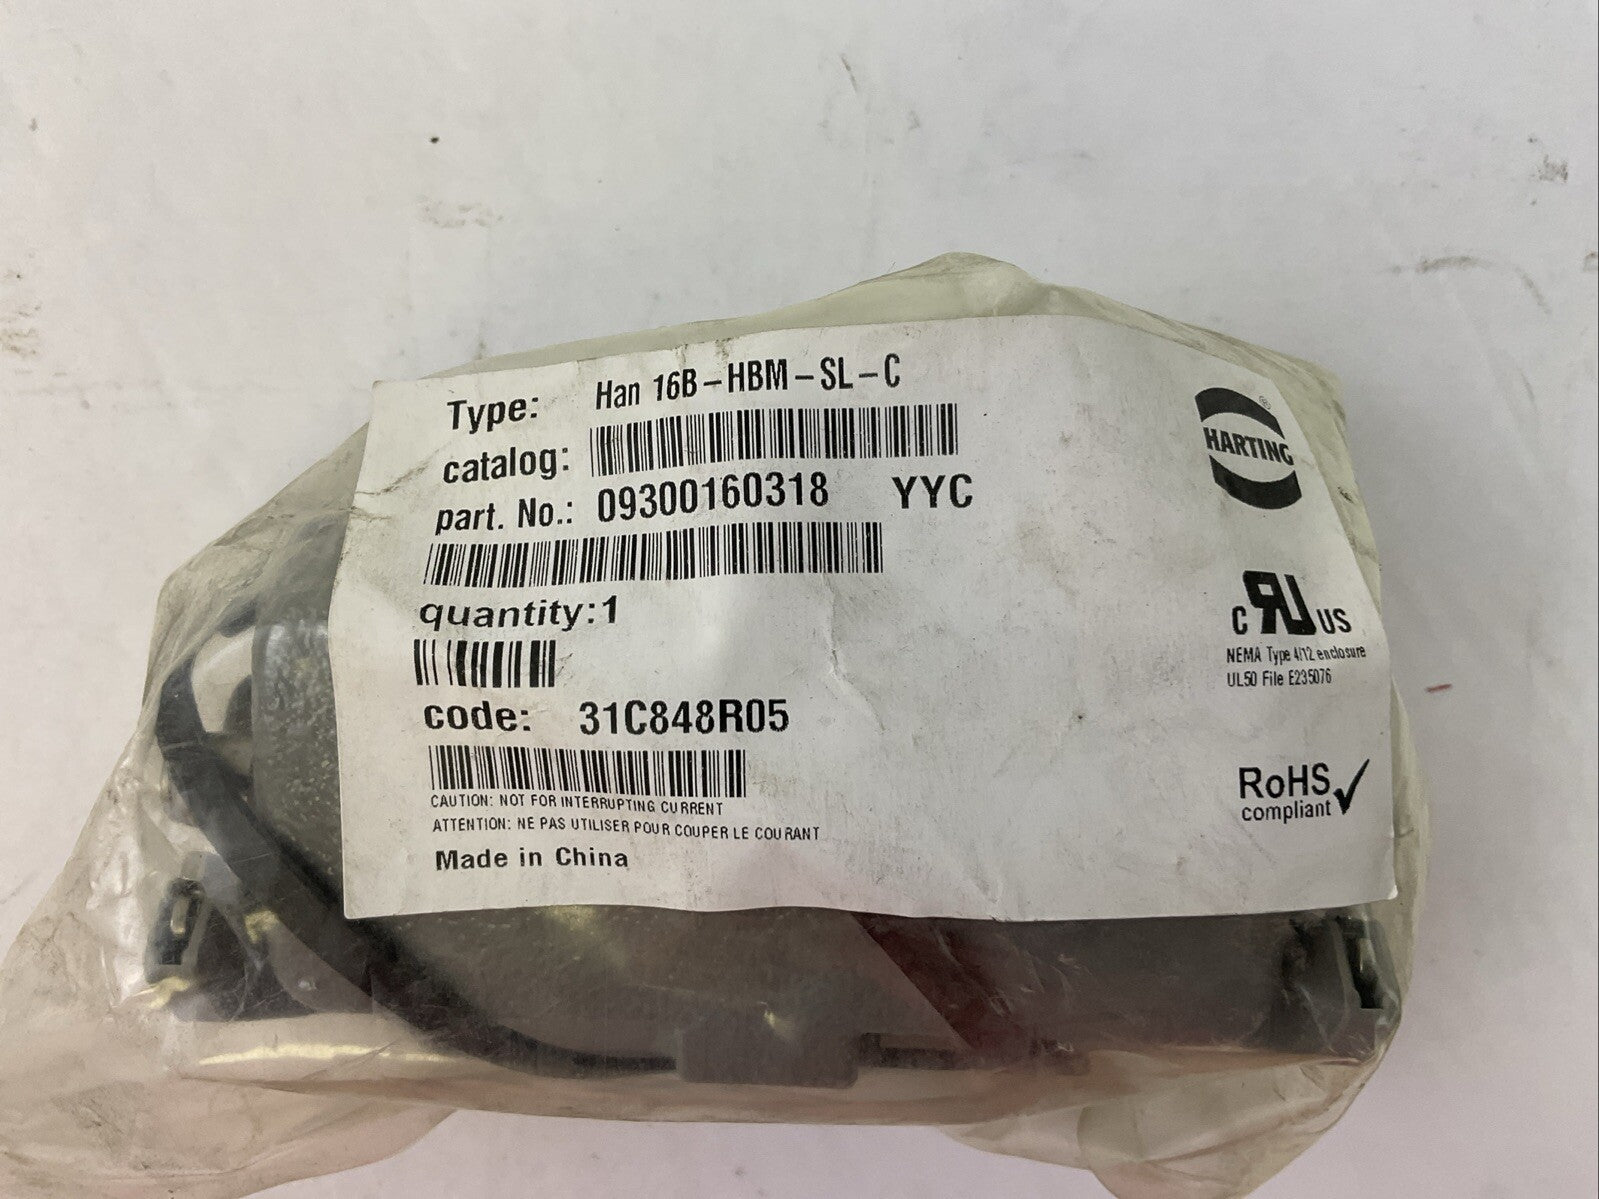 Type: Han 16B-HBM-SL-C
catalog:
part. No.: 09300160318 YYC
quantity:1
code: 31C848R05
CAUTION: NOT FOR INTERRUPTING CURRENT
ATTENTION: NE PAS UTILISER POUR COUPER LE COURANT
Made in China
HARTING®
C RU US
NEMA Type 4/12 enclosure
UL50 File E235076
RoHS
compliant